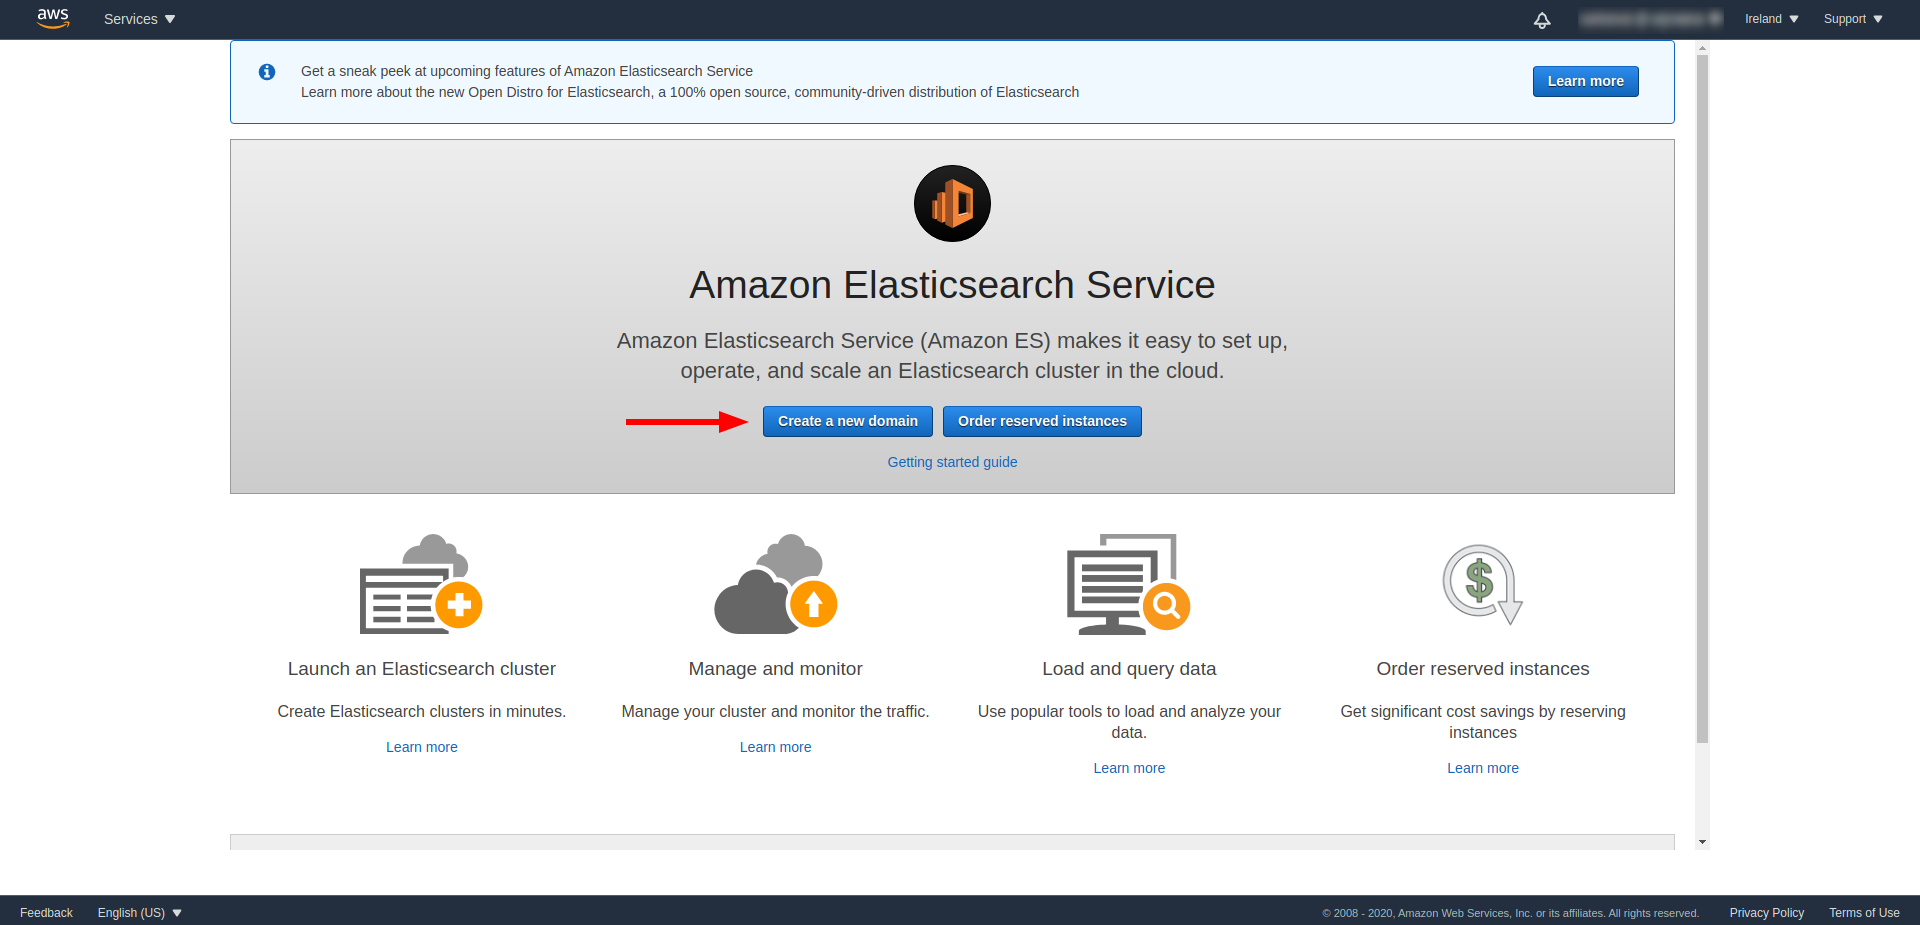 aws
Services
Ireland
Support
Get a sneak peek at upcoming features of Amazon Elasticsearch Service
Learn more about the new Open Distro for Elasticsearch, a 100% open source, community-driven distribution of Elasticsearch
Learn more
Amazon Elasticsearch Service
Amazon Elasticsearch Service (Amazon ES) makes it easy to set up,
operate, and scale an Elasticsearch cluster in the cloud.
Create a new domain
Order reserved instances
Getting started guide
Launch an Elasticsearch cluster
Create Elasticsearch clusters in minutes.
Learn more
Manage and monitor
Manage your cluster and monitor the traffic.
Learn more
Load and query data
Use popular tools to load and analyze your
data.
Learn more
$
Order reserved instances
Get significant cost savings by reserving
instances
Learn more
Feedback
English (US)
© 2008 - 2020, Amazon Web Services, Inc. or its affiliates. All rights reserved.
Privacy Policy
Terms of Use